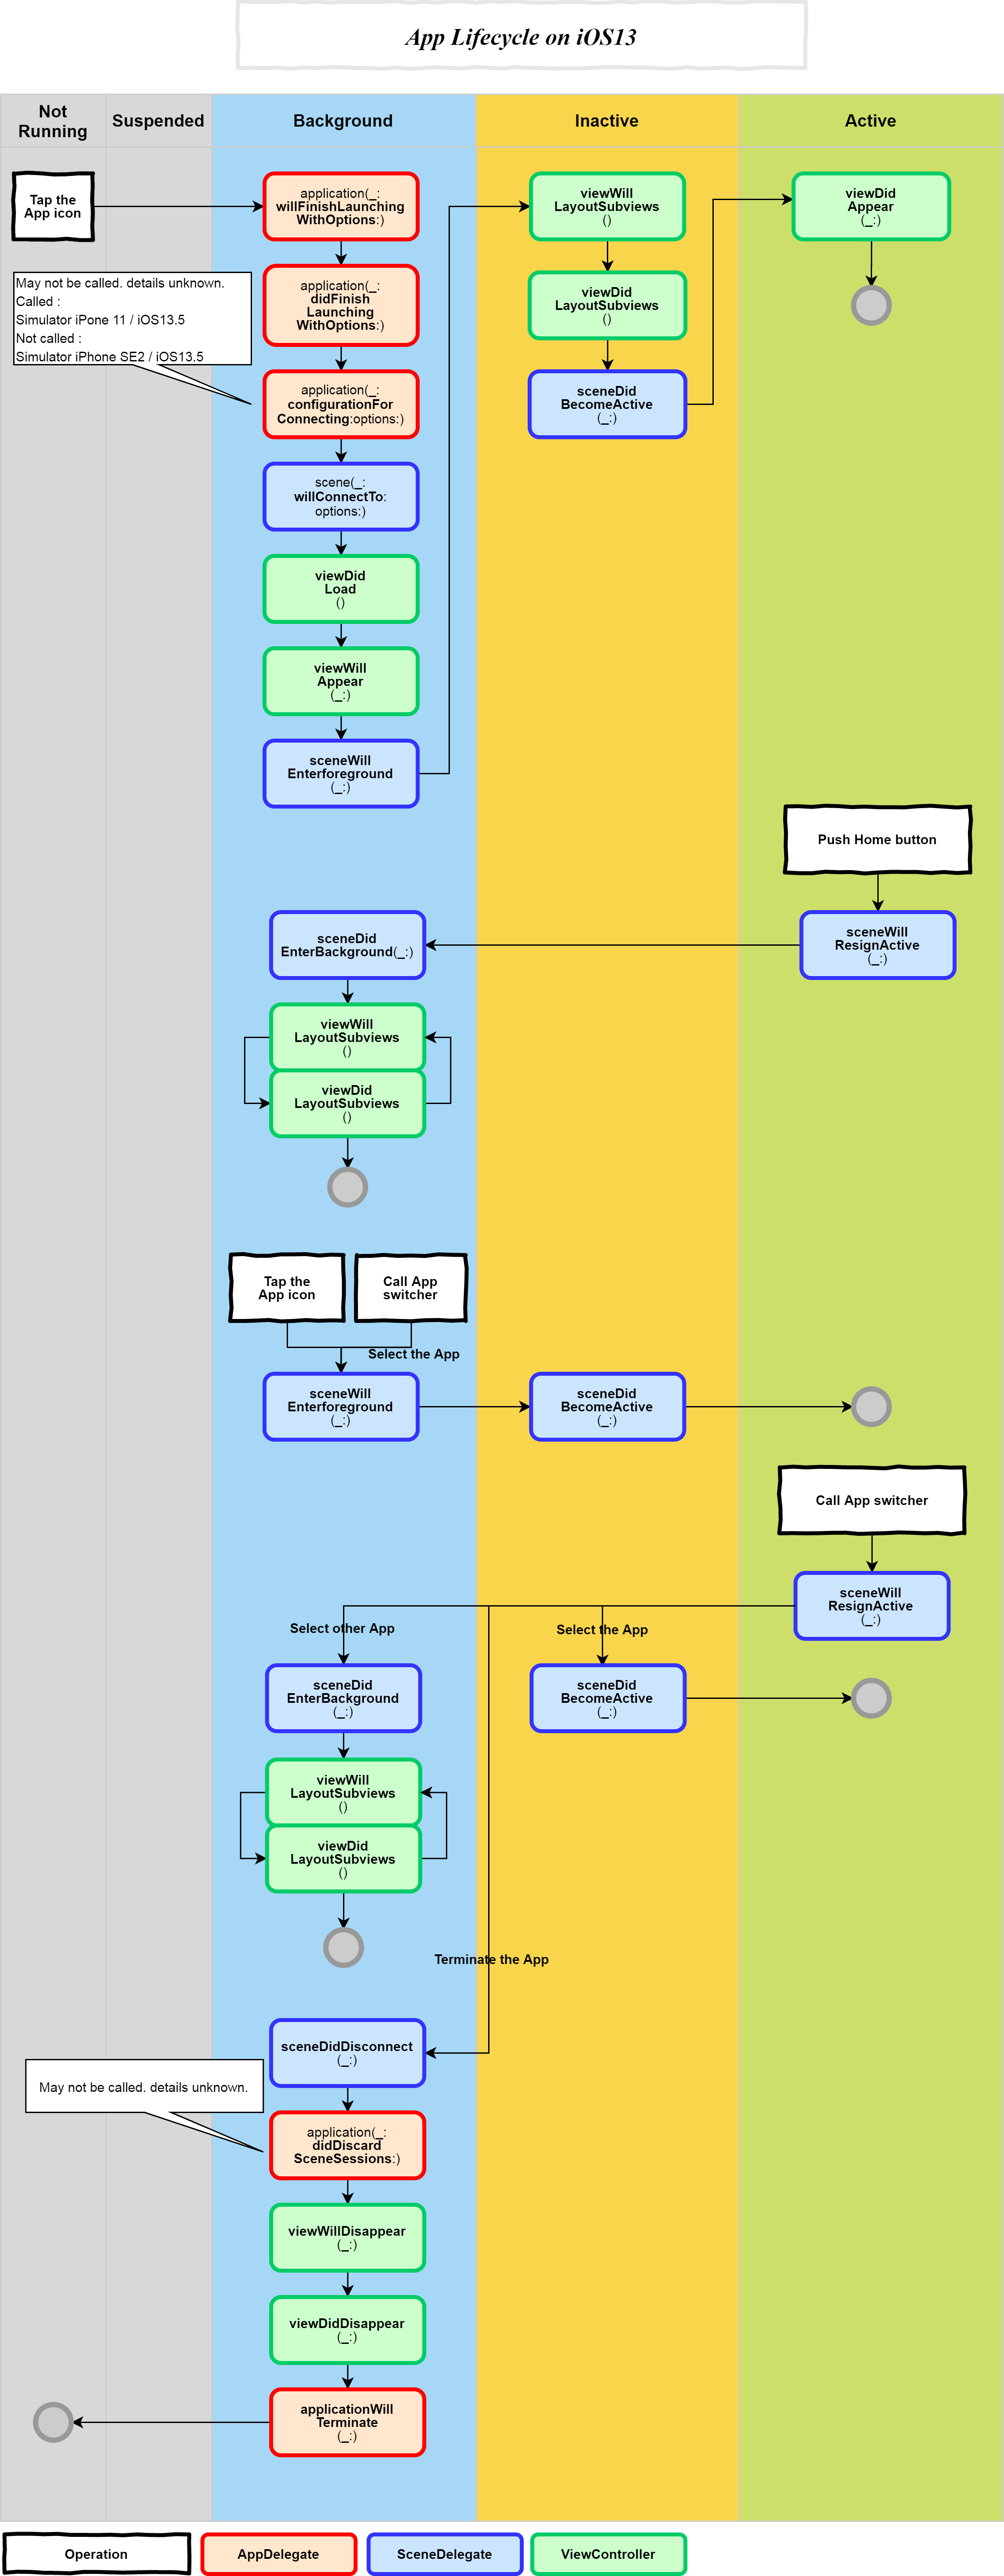 App Lifecycle on iOS13
Not
Running
Suspended
Background
Inactive
Active
Tap the
App icon
application(_:
willFinishLaunching
WithOptions:)
viewWill
LayoutSubviews
()
viewDid
Appear
(_:)
May not be called. details unknown.
Called :
Simulator iPone 11 / iOS13.5
Not called :
Simulator iPhone SE2 / iOS13.5
application(_:
didFinish
Launching
WithOptions:)
viewDid
LayoutSubviews
()
application(_:
configurationFor
Connecting:options:)
sceneDid
BecomeActive
(_:)
scene(_:
willConnectTo:
options:)
viewDid
Load
()
viewWill
Appear
(_:)
sceneWill
Enterforeground
(_:)
Push Home button
sceneWill
ResignActive
(_:)
sceneDid
EnterBackground(_:)
viewWill
LayoutSubviews
()
viewDid
LayoutSubviews
()
Tap the
App icon
Call App
switcher
Select the App
sceneWill
Enterforeground
(_:)
sceneDid
BecomeActive
(_:)
Call App switcher
sceneWill
ResignActive
(_:)
Select other App
Select the App
sceneDid
EnterBackground
(_:)
sceneDid
BecomeActive
(_:)
viewWill
LayoutSubviews
()
viewDid
LayoutSubviews
()
Terminate the App
sceneDidDisconnect
(_:)
May not be called. details unknown.
application(_:
didDiscard
SceneSessions:)
viewWillDisappear
(_:)
viewDidDisappear
(_:)
applicationWill
Terminate
(_:)
Operation
AppDelegate
SceneDelegate
ViewController